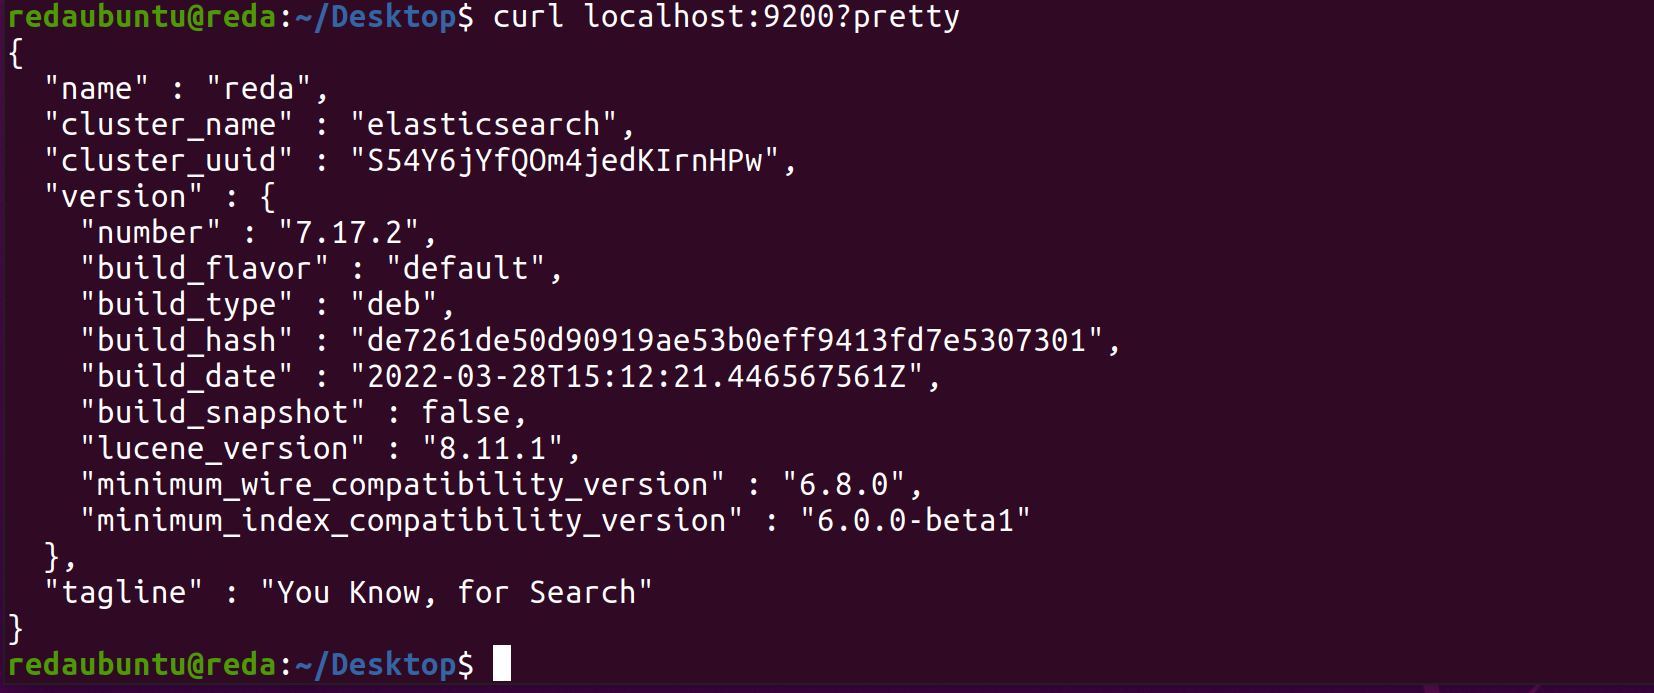 redaubuntu@reda:~/Desktop$ curl localhost:9200?pretty
{
  "name" : "reda",
  "cluster_name" : "elasticsearch",
  "cluster_uuid" : "S54Y6jYfQOm4jedKIrnHPw",
  "version" : {
    "number" : "7.17.2",
    "build_flavor" : "default",
    "build_type" : "deb",
    "build_hash" : "de7261de50d90919ae53b0eff9413fd7e5307301",
    "build_date" : "2022-03-28T15:12:21.446567561Z",
    "build_snapshot" : false,
    "lucene_version" : "8.11.1",
    "minimum_wire_compatibility_version" : "6.8.0",
    "minimum_index_compatibility_version" : "6.0.0-beta1"
  },
  "tagline" : "You Know, for Search"
}
redaubuntu@reda:~/Desktop$